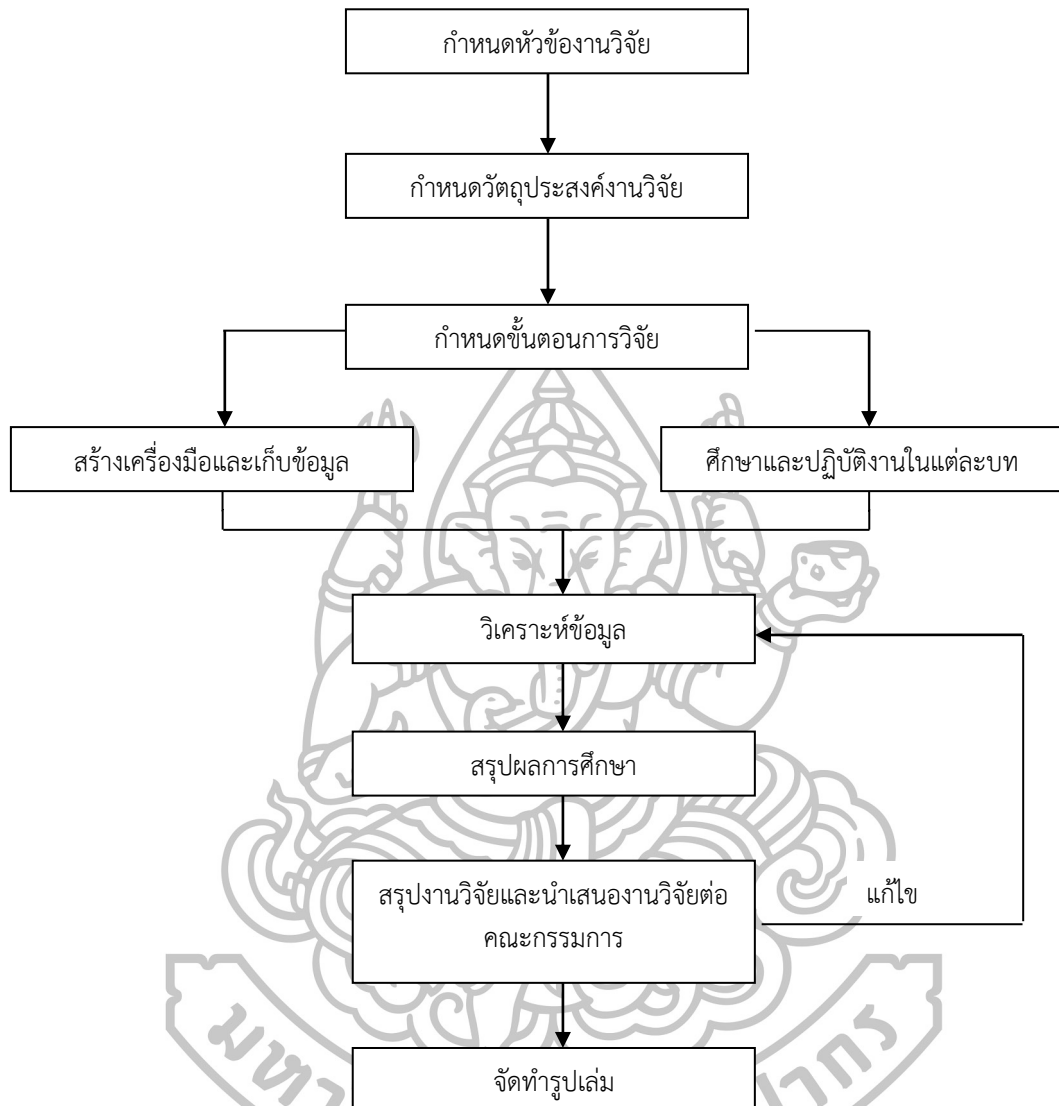 กำหนดหัวข้องานวิจัย
กำหนดวัตถุประสงค์งานวิจัย
กำหนดขั้นตอนการวิจัย
สร้างเครื่องมือและเก็บข้อมูล
ศึกษาและปฏิบัติงานในแต่ละบท
วิเคราะห์ข้อมูล
สรุปผลการศึกษา
สรุปงานวิจัยและนำเสนองานวิจัยต่อ
คณะกรรมการ
แก้ไข
จัดทำรูปเล่ม